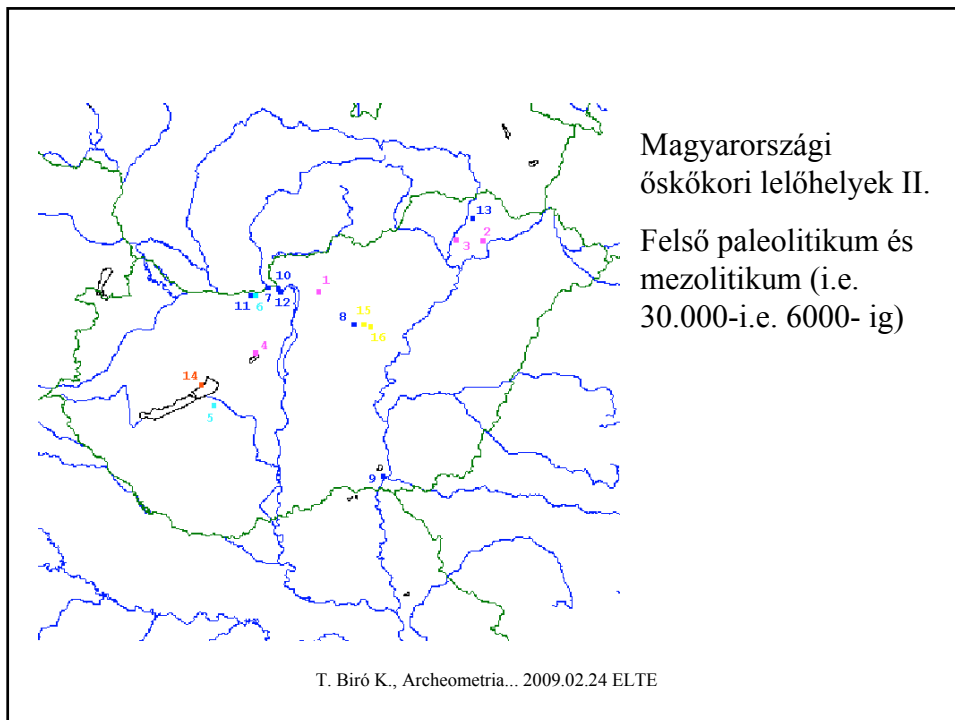 Magyarországi
őskőkori lelőhelyek II.
Felső paleolitikum és
mezolitikum (i.e.
30.000-i.e. 6000- ig)
13
2
3
10
1
7
12
11
6
8
15
16
4
14
5
9
T. Biró K., Archeometria... 2009.02.24 ELTE